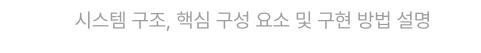 시스템 구조, 핵심 구성 요소 및 구현 방법 설명